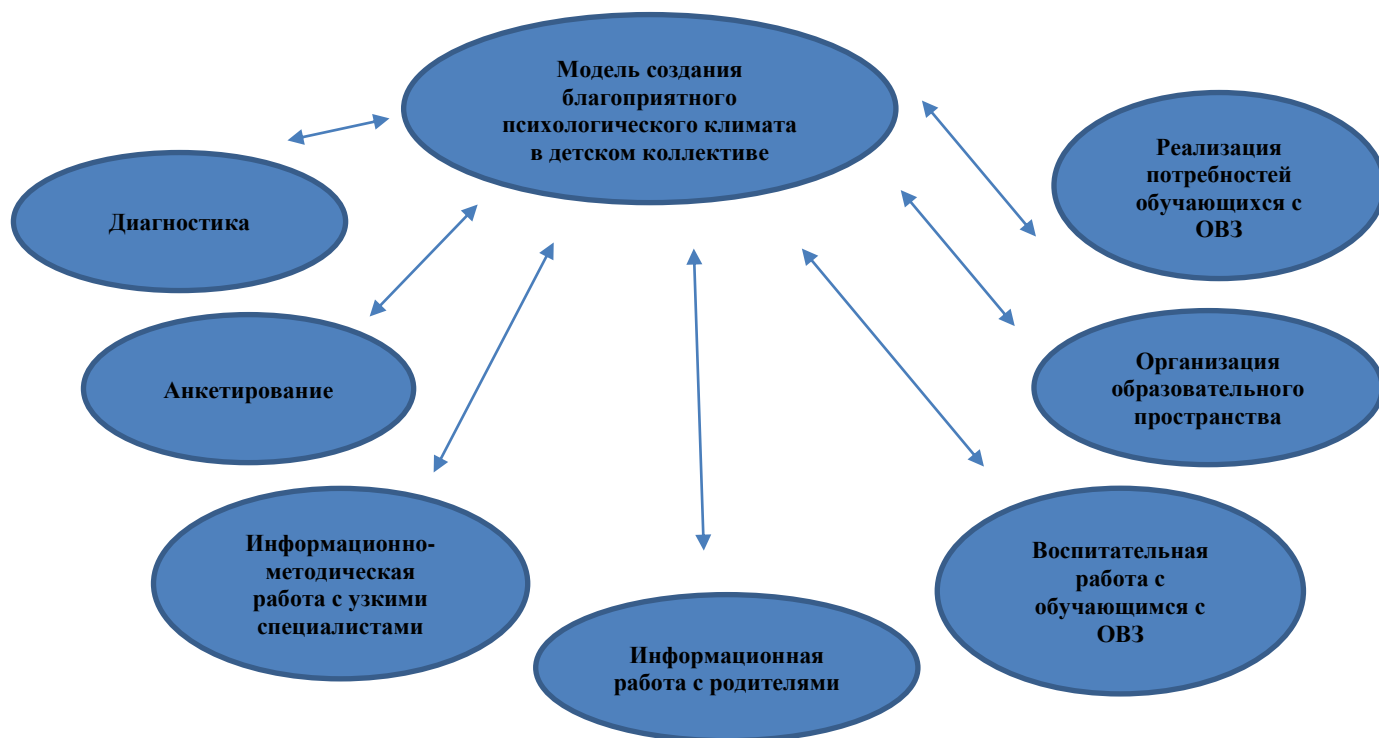 Модель создания
благоприятного
психологического климата
в детском коллективе
Диагностика
Анкетирование
Информационно-
методическая
работа с узкими
специалистами
Информационная
работа с родителями
Воспитательная
работа с
обучающимся с
ОВЗ
Организация
образовательного
пространства
Реализация
потребностей
обучающихся с
ОВЗ